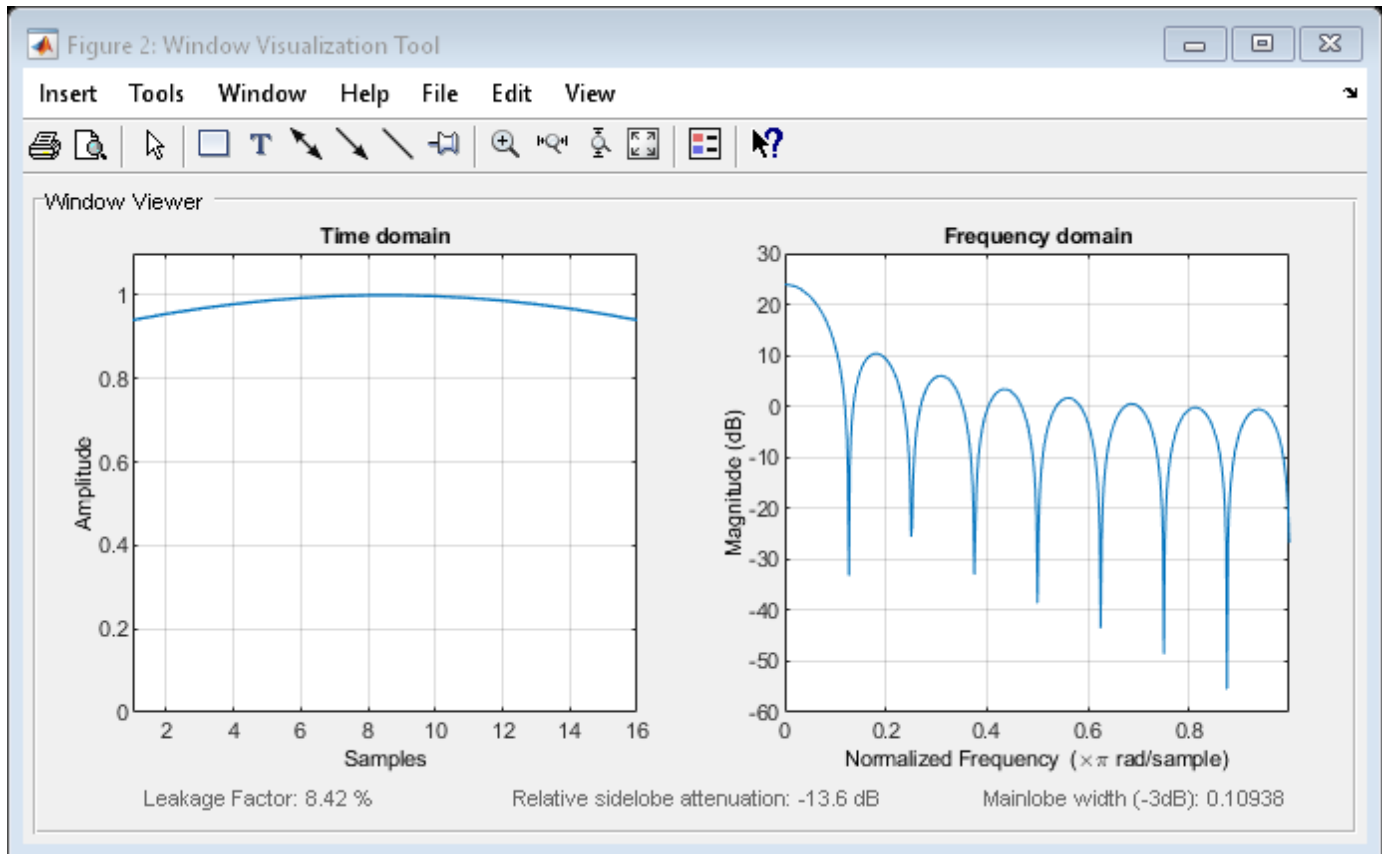 Figure 2: Window Visualization Tool
Insert Tools Window Help File Edit View
T
?
Window Viewer
Time domain
1
0.8
0.6
0.4
0.2
0
Amplitude
2 4 6 8 10 12 14 16
Samples
Frequency domain
30
20
10
0
-10
-20
-30
-40
-50
-60
Magnitude (dB)
0 0.2 0.4 0.6 0.8
Normalized Frequency (×π rad/sample)
Leakage Factor: 8.42 %
Relative sidelobe attenuation: -13.6 dB
Mainlobe width (-3dB): 0.10938